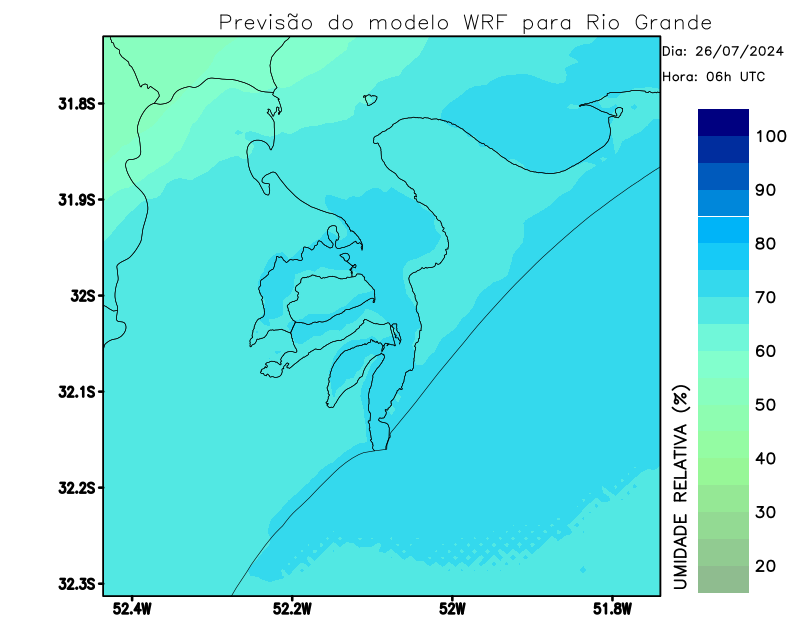 Previsão do modelo WRF para Rio Grande
Dia: 26/07/2024
Hora: 06h UTC
31.8S
31.9S
32S
32.1S
32.2S
32.3S
52.4W
52.2W
52W
51.8W
100
90
80
70
60
50
40
30
20
UMIDADE RELATIVA (%)